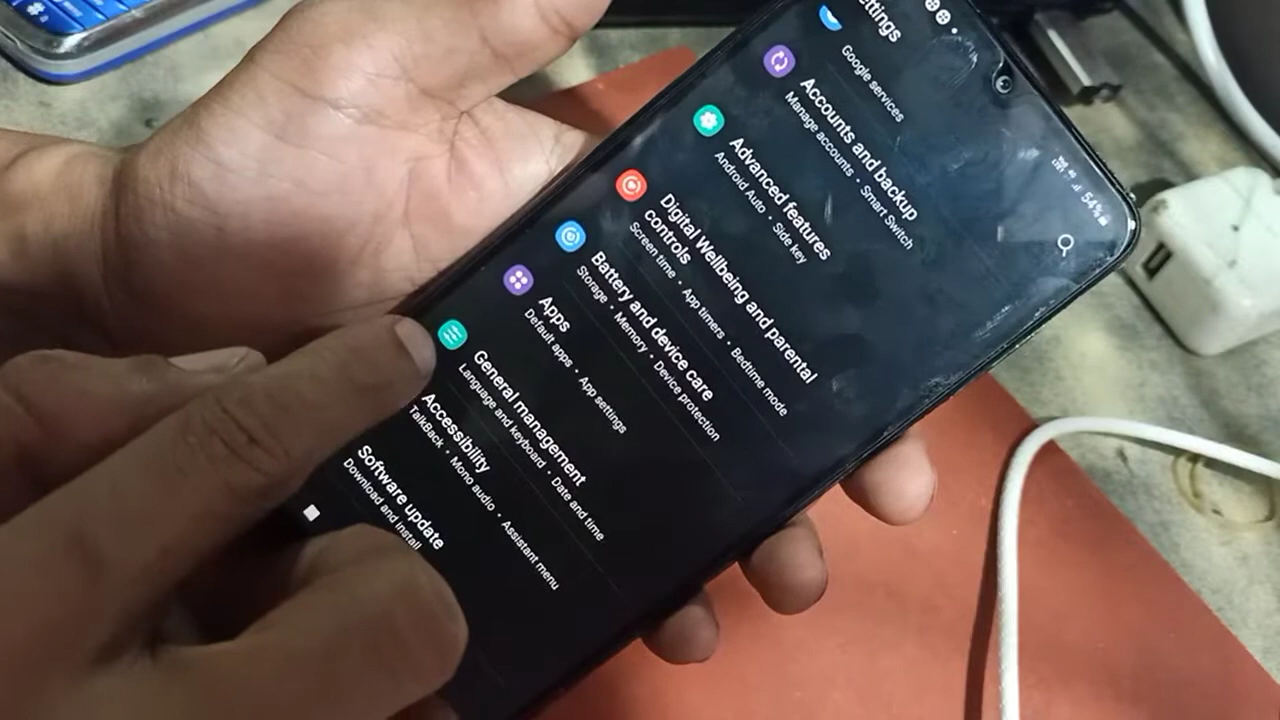 ettings
54%
Google services
Accounts and backup
Manage accounts • Smart Switch
Advanced features
Android Auto • Side key
Digital Wellbeing and parental
controls
Screen time • App timers • Bedtime mode
Battery and device care
Storage • Memory • Device protection
Apps
Default apps • App settings
General management
Language and keyboard • Date and time
Accessibility
TalkBack • Mono audio • Assistant menu
Software update
Download and install